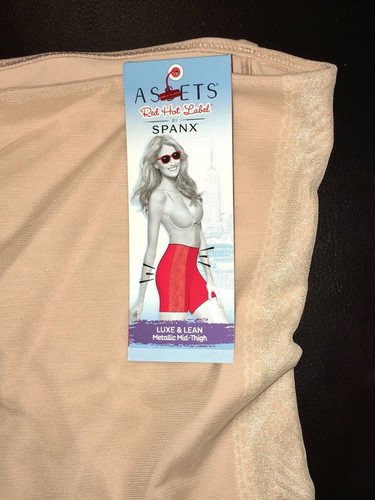 ASSETS
Red Hot Label
BY
SPANX
LUXE & LEAN
Metallic Mid-Thigh